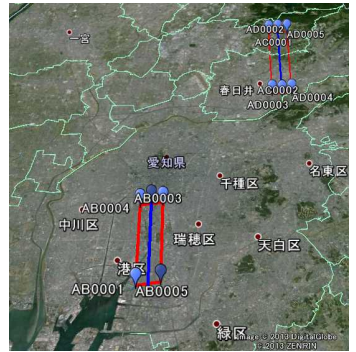 一宮
AD0002
AD0005
AC0001
春日井
AC0002
AD0004
AD0003
愛知県
名東区
千種区
AB0004
AB0003
中川区
瑞穂区
天白区
港区
AB0001
AB0005
緑区
Image © 2013 DigitalGlobe
© 2013 ZENRIN